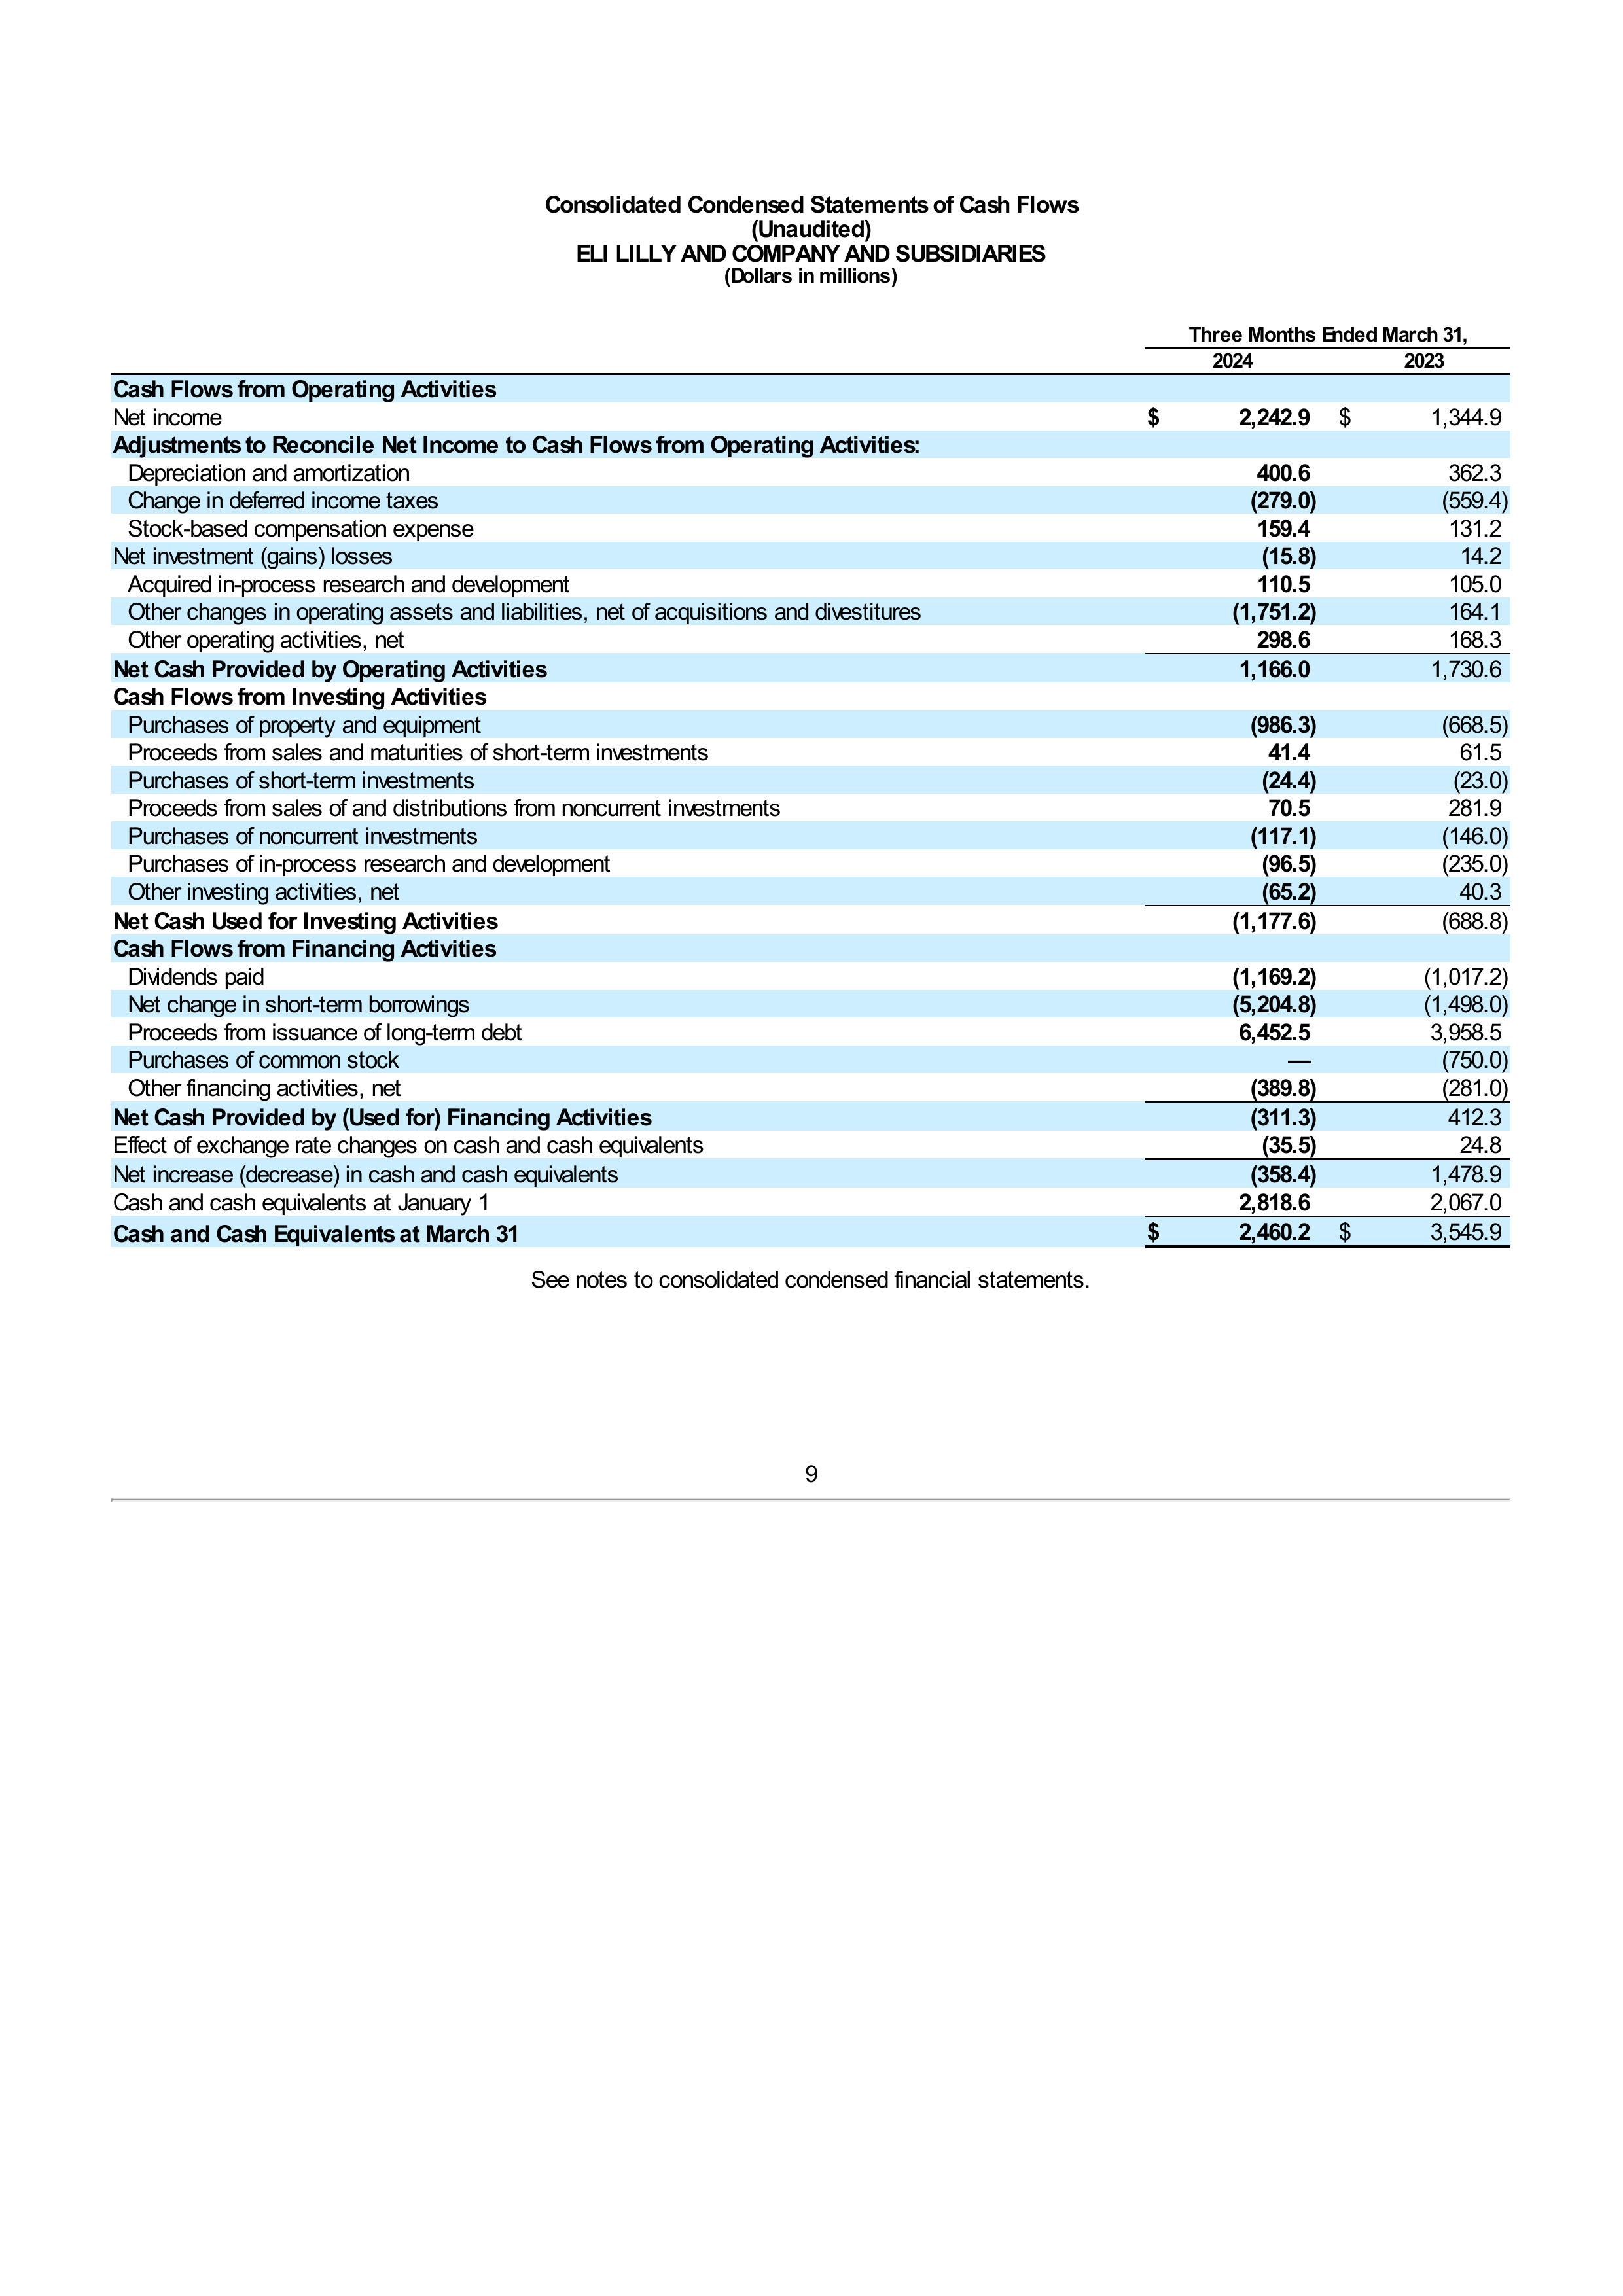 Consolidated Condensed Statements of Cash Flows
(Unaudited)
ELI LILLY AND COMPANY AND SUBSIDIARIES
(Dollars in millions)
Three Months Ended March 31,
2024 2023
Cash Flows from Operating Activities
Net income $ 2,242.9 $ 1,344.9
Adjustments to Reconcile Net Income to Cash Flows from Operating Activities:
Depreciation and amortization 400.6 362.3
Change in deferred income taxes (279.0) (559.4)
Stock-based compensation expense 159.4 131.2
Net investment (gains) losses (15.8) 14.2
Acquired in-process research and development 110.5 105.0
Other changes in operating assets and liabilities, net of acquisitions and divestitures (1,751.2) 164.1
Other operating activities, net 298.6 168.3
Net Cash Provided by Operating Activities 1,166.0 1,730.6
Cash Flows from Investing Activities
Purchases of property and equipment (986.3) (668.5)
Proceeds from sales and maturities of short-term investments 41.4 61.5
Purchases of short-term investments (24.4) (23.0)
Proceeds from sales of and distributions from noncurrent investments 70.5 281.9
Purchases of noncurrent investments (117.1) (146.0)
Purchases of in-process research and development (96.5) (235.0)
Other investing activities, net (65.2) 40.3
Net Cash Used for Investing Activities (1,177.6) (688.8)
Cash Flows from Financing Activities
Dividends paid (1,169.2) (1,017.2)
Net change in short-term borrowings (5,204.8) (1,498.0)
Proceeds from issuance of long-term debt 6,452.5 3,958.5
Purchases of common stock — (750.0)
Other financing activities, net (389.8) (281.0)
Net Cash Provided by (Used for) Financing Activities (311.3) 412.3
Effect of exchange rate changes on cash and cash equivalents (35.5) 24.8
Net increase (decrease) in cash and cash equivalents (358.4) 1,478.9
Cash and cash equivalents at January 1 2,818.6 2,067.0
Cash and Cash Equivalents at March 31 $ 2,460.2 $ 3,545.9
See notes to consolidated condensed financial statements.
9